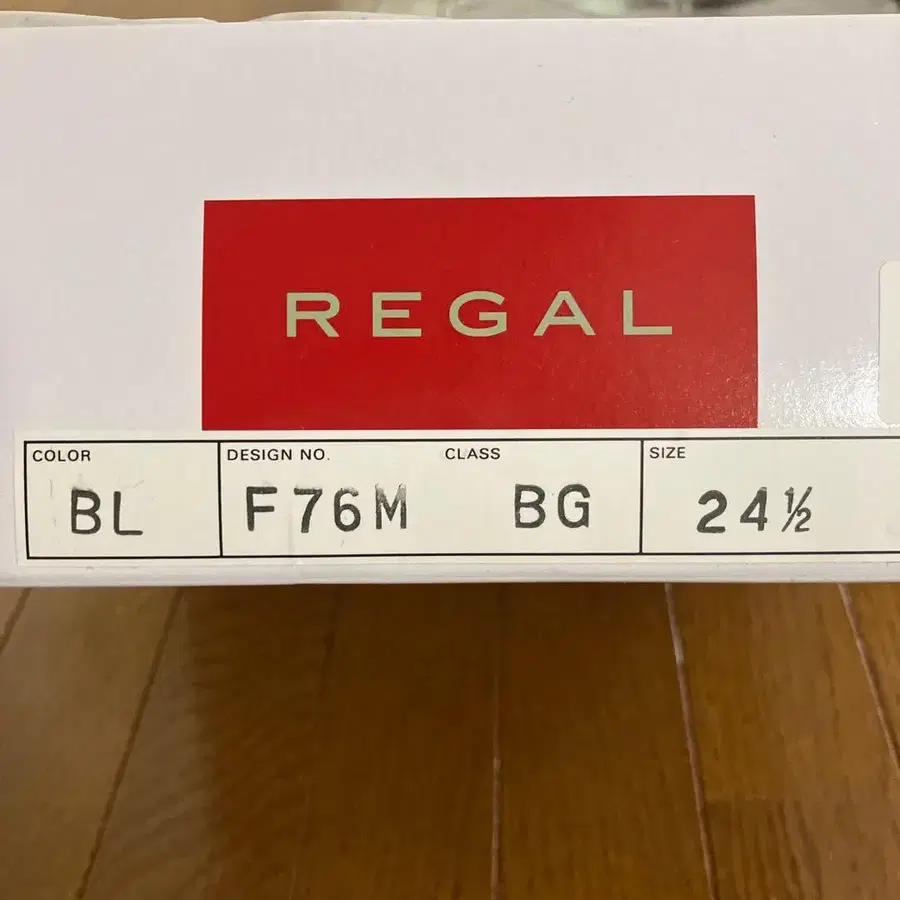 REGAL
COLOR DESIGN NO. CLASS SIZE
BL F76M BG 24½